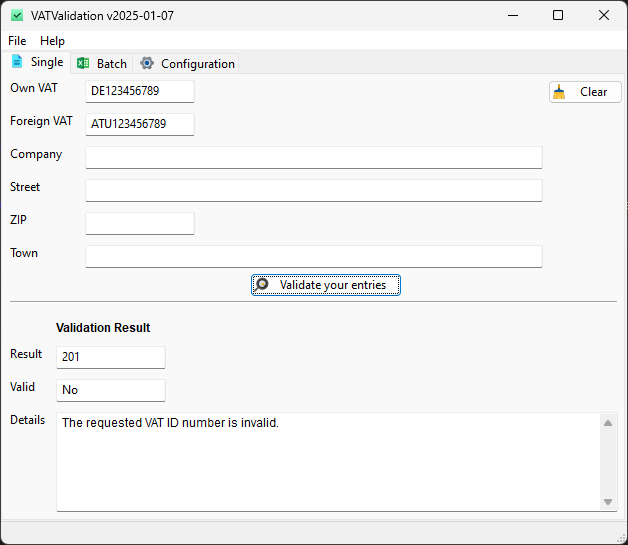 VATValidation v2025-01-07
File Help
Single Batch Configuration
Own VAT DE123456789 Clear
Foreign VAT ATU123456789
Company
Street
ZIP
Town
Validate your entries
Validation Result
Result 201
Valid No
Details The requested VAT ID number is invalid.